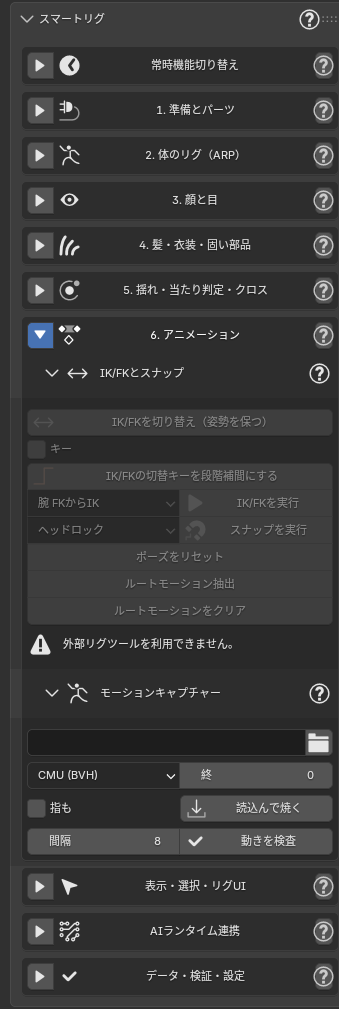 スマートリグ
常時機能切り替え
1. 準備とパーツ
2. 体のリグ（ARP）
3. 顔と目
4. 髪・衣装・固い部品
5. 揺れ・当たり判定・クロス
6. アニメーション
IK/FKとスナップ
IK/FKを切り替え（姿勢を保つ）
キー
IK/FKの切替キーを段階補間にする
腕 FKからIK IK/FKを実行
ヘッドロック スナップを実行
ポーズをリセット
ルートモーション抽出
ルートモーションをクリア
外部リグツールを利用できません。
モーションキャプチャー
CMU (BVH) 終 0
指も 読込んで焼く
間隔 8 動きを検査
表示・選択・リグUI
AIランタイム連携
データ・検証・設定